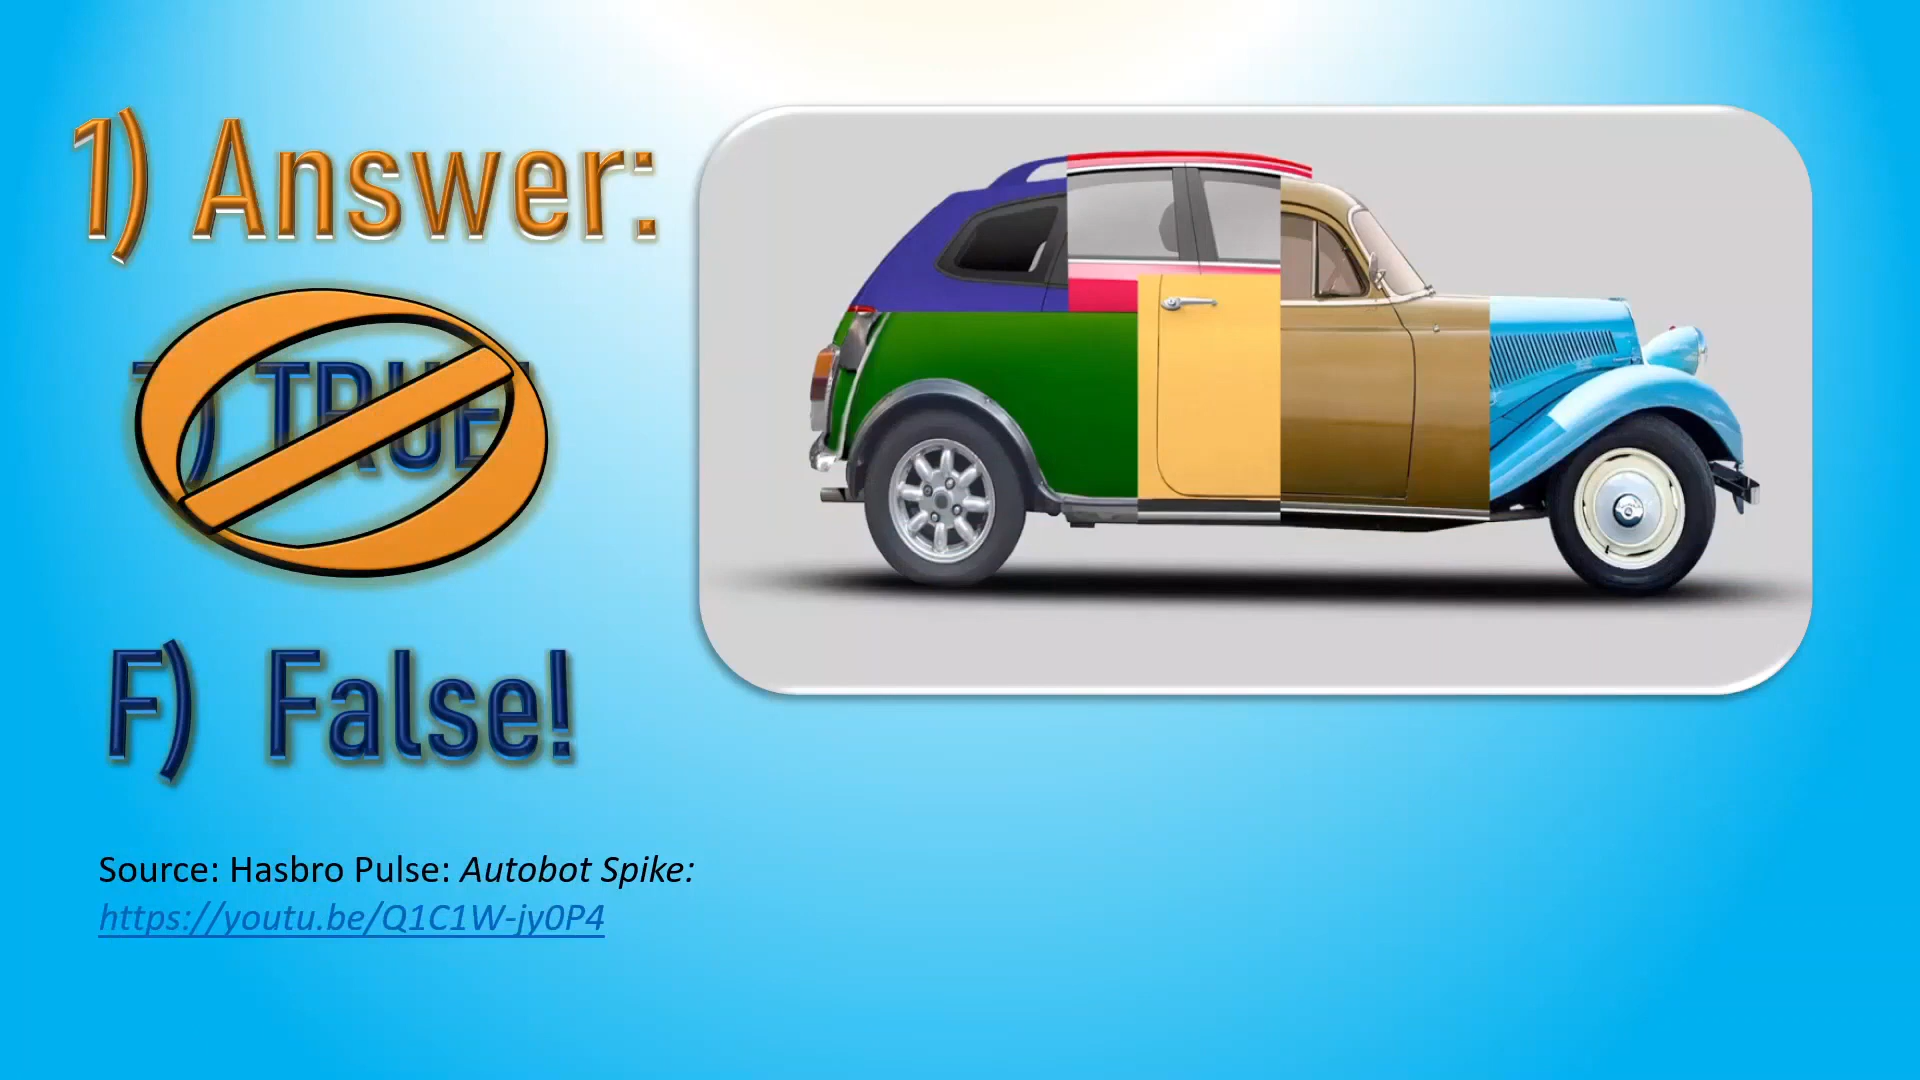 1) Answer:
T) TRUE
F) False!
Source: Hasbro Pulse: Autobot Spike:
https://youtu.be/Q1C1W-jy0P4